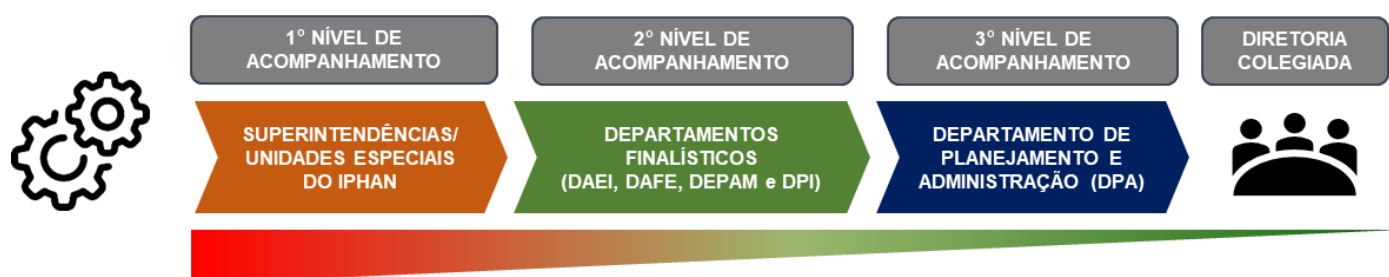 1° NÍVEL DE
ACOMPANHAMENTO
2° NÍVEL DE
ACOMPANHAMENTO
3° NÍVEL DE
ACOMPANHAMENTO
DIRETORIA
COLEGIADA
SUPERINTENDÊNCIAS/
UNIDADES ESPECIAIS
DO IPHAN
DEPARTAMENTOS
FINALÍSTICOS
(DAEI, DAFE, DEPAM e DPI)
DEPARTAMENTO DE
PLANEJAMENTO E
ADMINISTRAÇÃO (DPA)